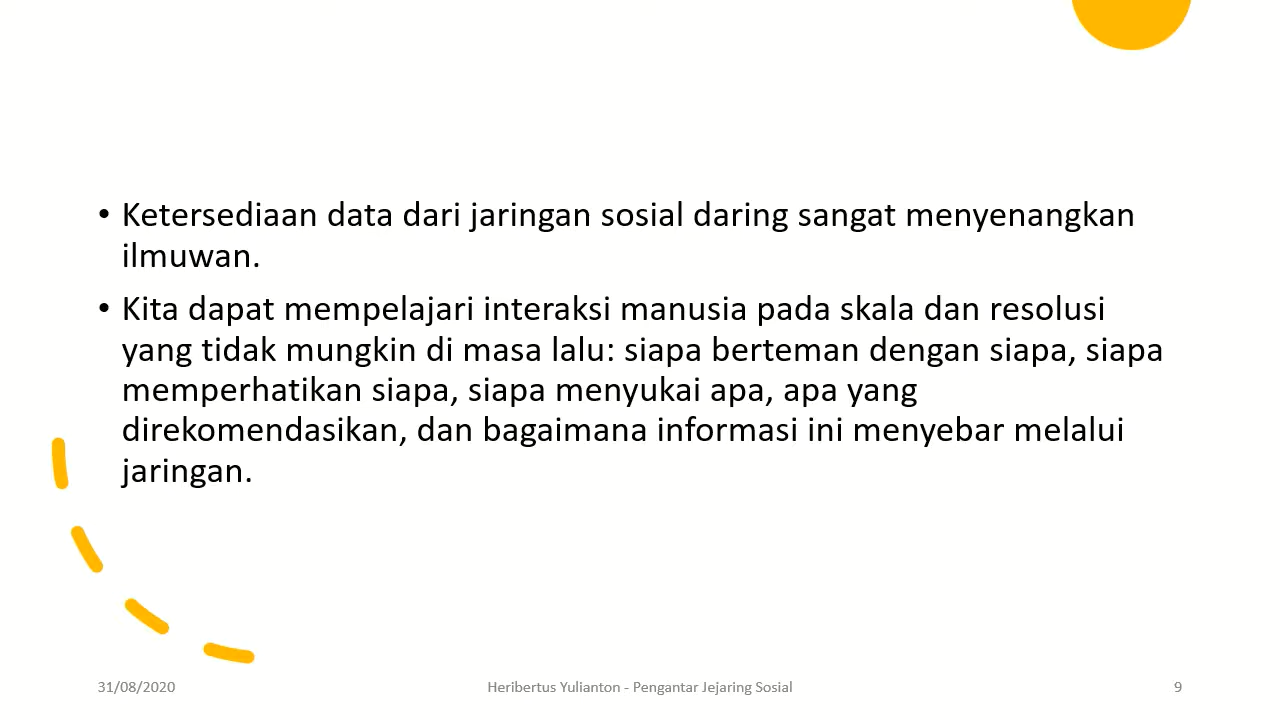 • Ketersediaan data dari jaringan sosial daring sangat menyenangkan
ilmuwan.
• Kita dapat mempelajari interaksi manusia pada skala dan resolusi
yang tidak mungkin di masa lalu: siapa berteman dengan siapa, siapa
memperhatikan siapa, siapa menyukai apa, apa yang
direkomendasikan, dan bagaimana informasi ini menyebar melalui
jaringan.
31/08/2020
Heribertus Yulianton - Pengantar Jejaring Sosial
9